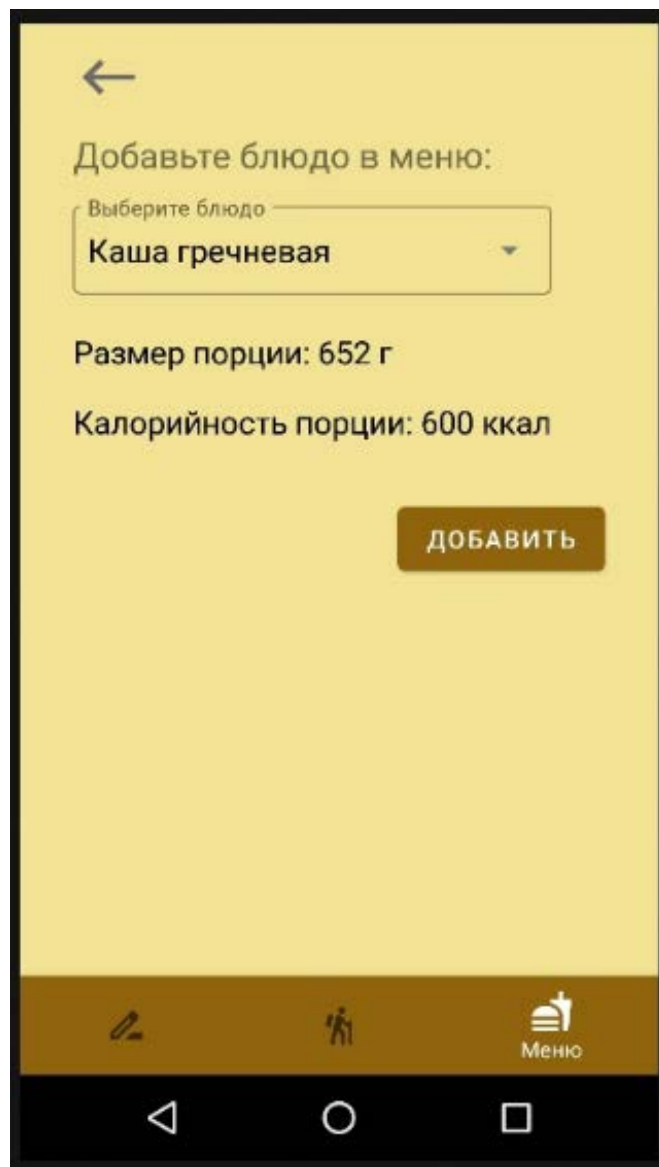 Добавьте блюдо в меню:
Выберите блюдо
Каша гречневая
Размер порции: 652 г
Калорийность порции: 600 ккал
ДОБАВИТЬ
Меню